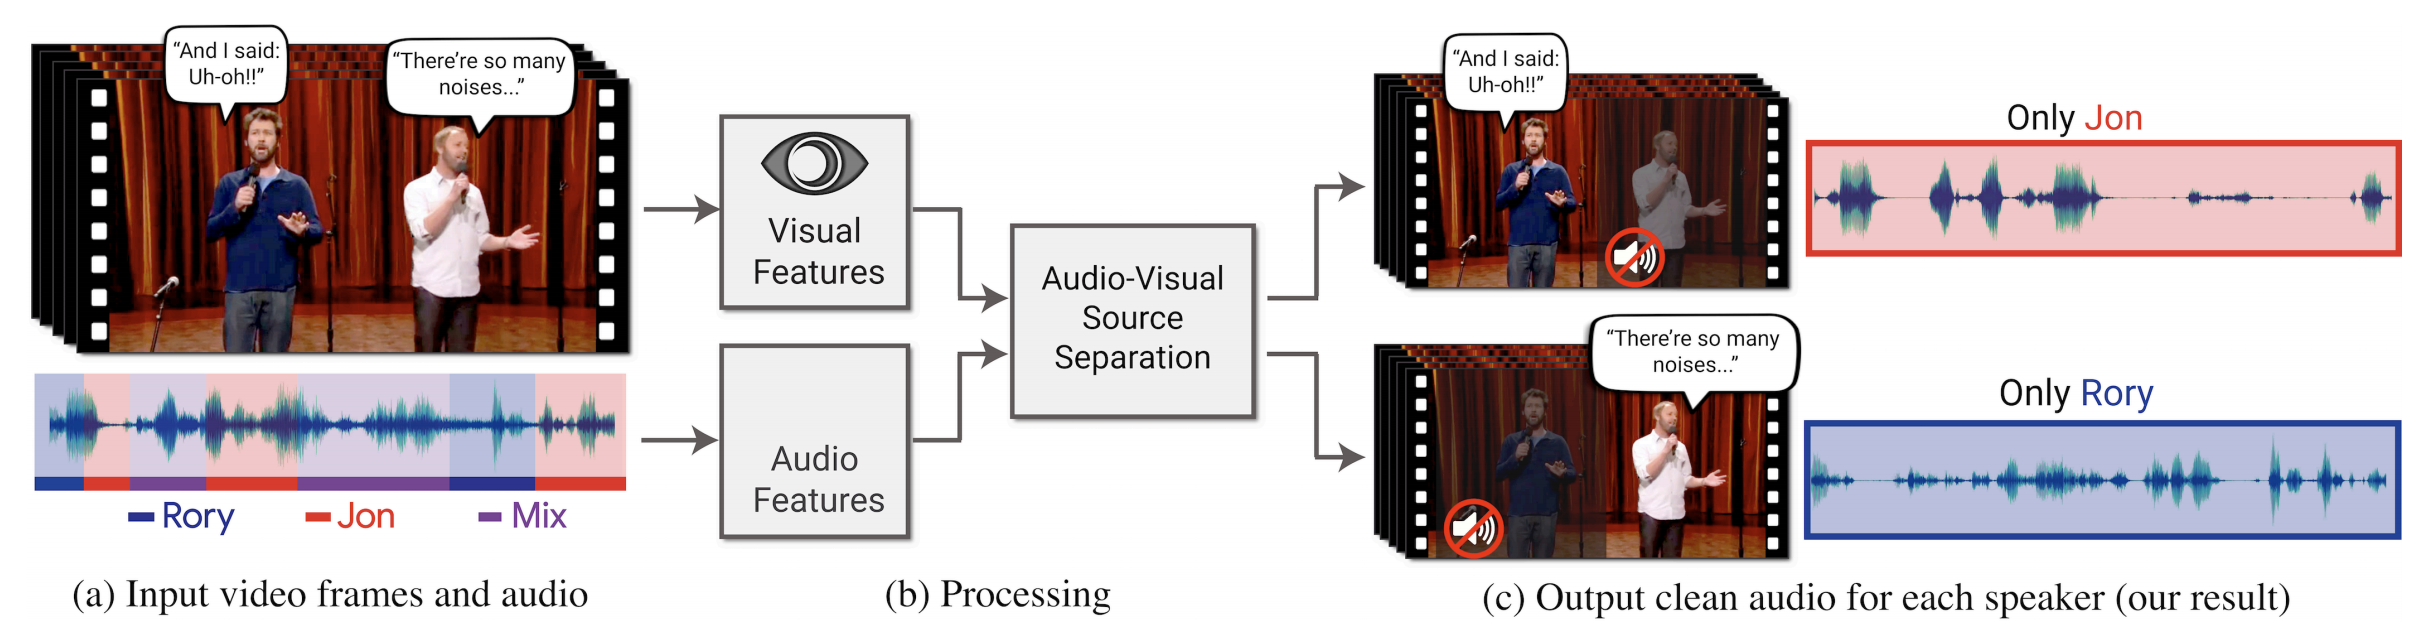 “And I said:
Uh-oh!!”
“There’re so many
noises...”
Rory
Jon
Mix
(a) Input video frames and audio
Visual
Features
Audio
Features
Audio-Visual
Source
Separation
(b) Processing
“And I said:
Uh-oh!!”
Only Jon
“There’re so many
noises...”
Only Rory
(c) Output clean audio for each speaker (our result)